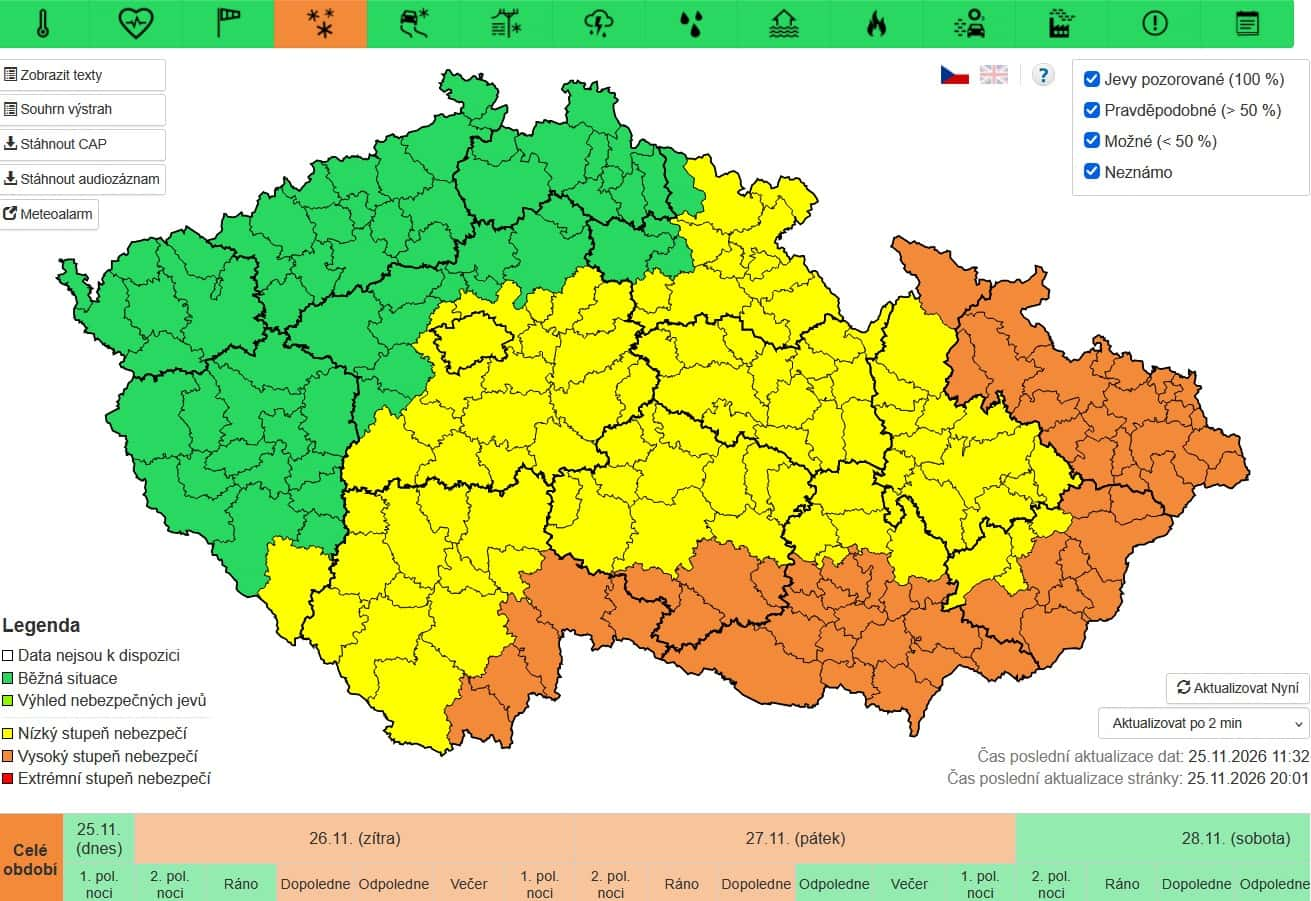 Zobrazit texty
Souhrn výstrah
Stáhnout CAP
Stáhnout audiozáznam
Meteoalarm
?
Jevy pozorované (100 %)
Pravděpodobné (> 50 %)
Možné (< 50 %)
Neznámo
Legenda
Data nejsou k dispozici
Běžná situace
Výhled nebezpečných jevů
Nízký stupeň nebezpečí
Vysoký stupeň nebezpečí
Extrémní stupeň nebezpečí
Aktualizovat Nyní
Aktualizovat po 2 min
Čas poslední aktualizace dat: 25.11.2026 11:32
Čas poslední aktualizace stránky: 25.11.2026 20:01
Celé
období
25.11.
(dnes)
26.11. (zítra)
27.11. (pátek)
28.11. (sobota)
1. pol.
noci
2. pol.
noci
Ráno
Dopoledne
Odpoledne
Večer
1. pol.
noci
2. pol.
noci
Ráno
Dopoledne
Odpoledne
Večer
1. pol.
noci
2. pol.
noci
Ráno
Dopoledne
Odpoledne